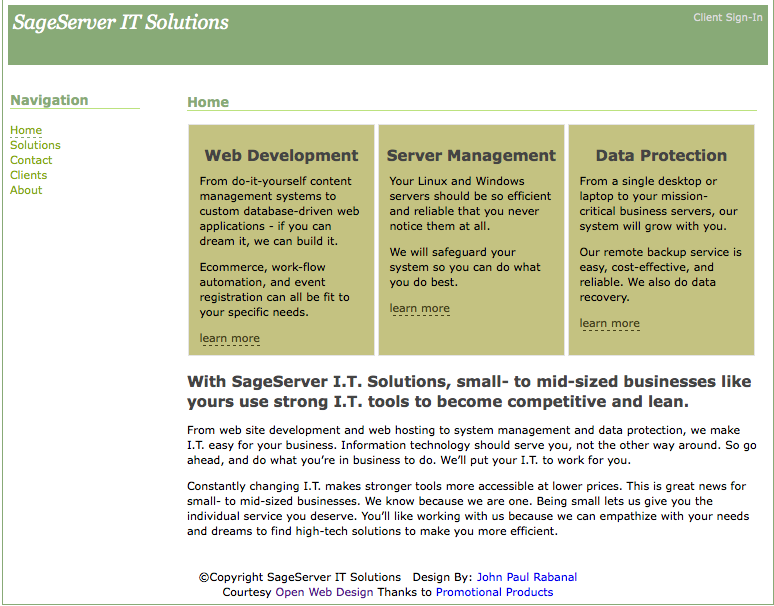 SageServer IT Solutions
Client Sign-In
Navigation
Home
Solutions
Contact
Clients
About
Home
Web Development
From do-it-yourself content
management systems to
custom database-driven web
applications - if you can
dream it, we can build it.
Ecommerce, work-flow
automation, and event
registration can all be fit to
your specific needs.
learn more
Server Management
Your Linux and Windows
servers should be so efficient
and reliable that you never
notice them at all.
We will safeguard your
system so you can do what
you do best.
learn more
Data Protection
From a single desktop or
laptop to your mission-
critical business servers, our
system will grow with you.
Our remote backup service is
easy, cost-effective, and
reliable. We also do data
recovery.
learn more
With SageServer I.T. Solutions, small- to mid-sized businesses like
yours use strong I.T. tools to become competitive and lean.
From web site development and web hosting to system management and data protection, we make
I.T. easy for your business. Information technology should serve you, not the other way around. So go
ahead, and do what you’re in business to do. We’ll put your I.T. to work for you.
Constantly changing I.T. makes stronger tools more accessible at lower prices. This is great news for
small- to mid-sized businesses. We know because we are one. Being small lets us give you the
individual service you deserve. You’ll like working with us because we can empathize with your needs
and dreams to find high-tech solutions to make you more efficient.
©Copyright SageServer IT Solutions   Design By: John Paul Rabanal
Courtesy Open Web Design Thanks to Promotional Products